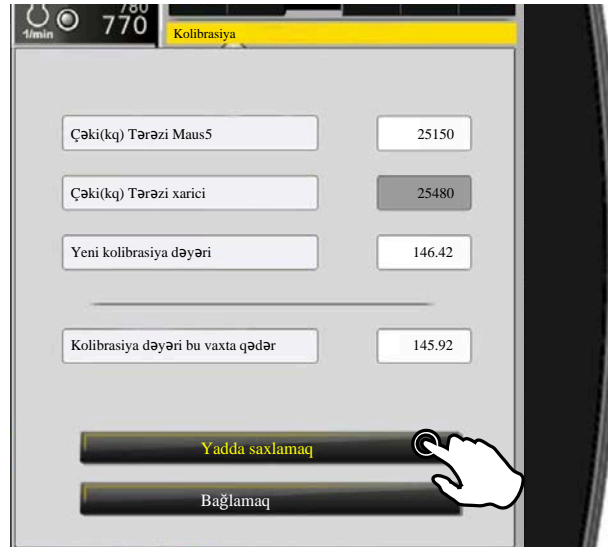 780
1/min 770
Kolibrasiya
Çəki(kq) Tərəzi Maus5 25150
Çəki(kq) Tərəzi xarici 25480
Yeni kolibrasiya dəyəri 146.42
Kolibrasiya dəyəri bu vaxta qədər 145.92
Yadda saxlamaq
Bağlamaq